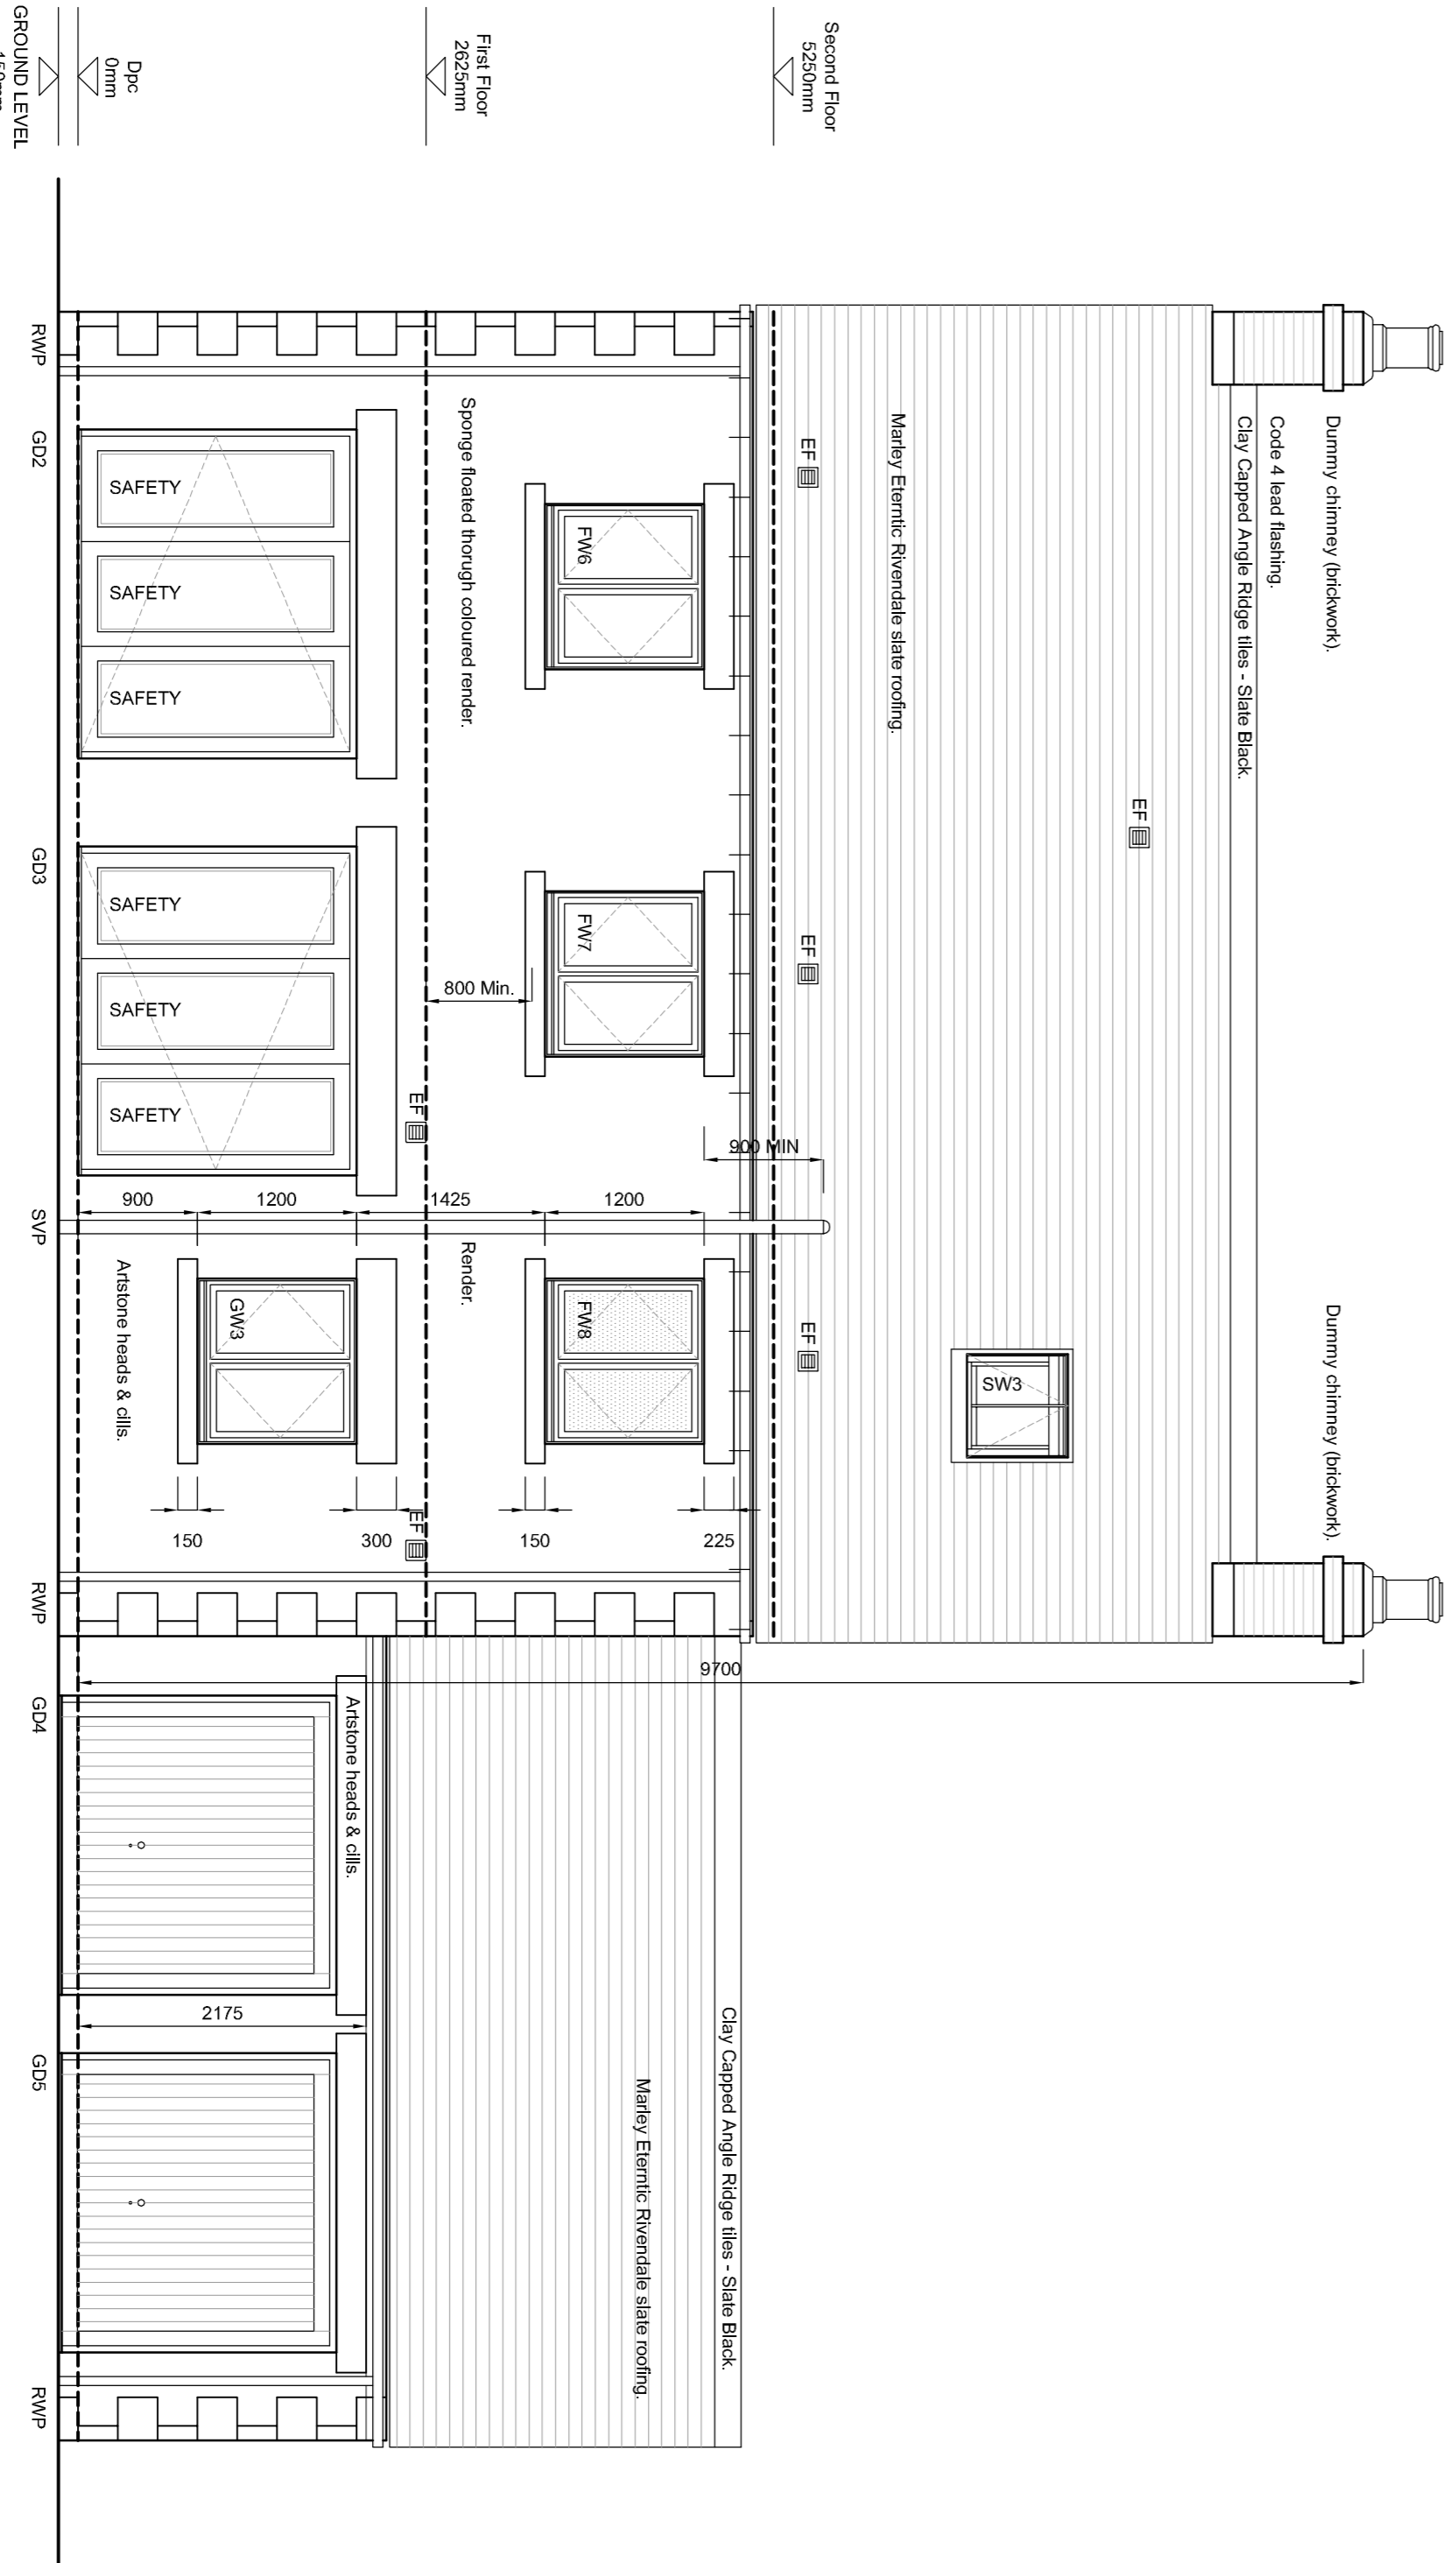 Dummy chimney (brickwork).
Dummy chimney (brickwork).
Code 4 lead flashing.
Clay Capped Angle Ridge tiles - Slate Black.
EF
SW3
Marley Eterntic Rivendale slate roofing.
Second Floor
5250mm
EF
EF
EF
900 MIN
FW6
FW7
FW8
1200
150
225
9700
Clay Capped Angle Ridge tiles - Slate Black.
Marley Eterntic Rivendale slate roofing.
800 Min.
First Floor
2625mm
Sponge floated thorugh coloured render.
Render.
1425
EF
EF
300
150
1200
900
GW3
Artstone heads & cills.
Artstone heads & cills.
2175
SAFETY
SAFETY
SAFETY
SAFETY
SAFETY
SAFETY
Dpc
0mm
GROUND LEVEL
RWP
GD2
GD3
SVP
RWP
GD4
GD5
RWP